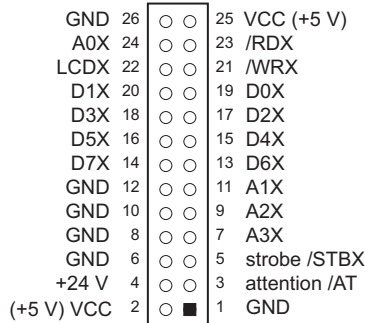 GND 26 25 VCC (+5 V)
A0X 24 23 /RDX
LCDX 22 21 /WRX
D1X 20 19 D0X
D3X 18 17 D2X
D5X 16 15 D4X
D7X 14 13 D6X
GND 12 11 A1X
GND 10 9 A2X
GND 8 7 A3X
GND 6 5 strobe /STBX
+24 V 4 3 attention /AT
(+5 V) VCC 2 1 GND